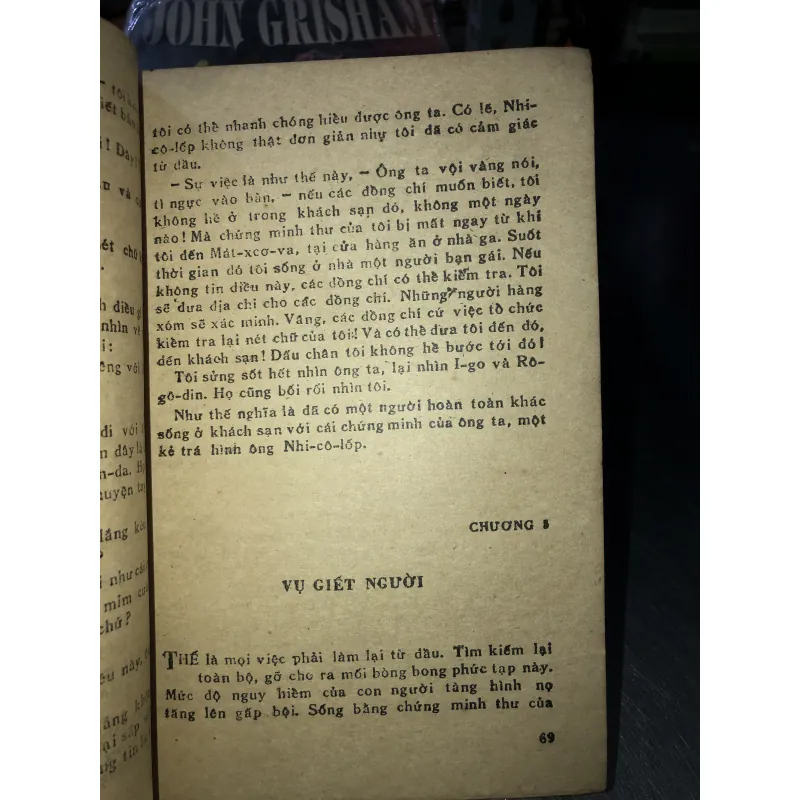 JOHN GRISHAM
tôi có thể nhanh chóng hiểu được ông ta. Có lẽ, Nhi-
cô-lốp không thật đơn giản như tôi đã có cảm giác
từ đầu.
– Sự việc là như thế này, – Ông ta vội vàng nói,
tì ngực vào bàn, – nếu các đồng chí muốn biết, tôi
không hề ở trong khách sạn đó, không một ngày
nào! Mà chứng minh thư của tôi bị mất ngay từ khi
tôi đến Mát-xcơ-va, tại cửa hàng ăn ở nhà ga. Suốt
thời gian đó tôi sống ở nhà một người bạn gái. Nếu
không tin điều này, các đồng chí có thể kiểm tra. Tôi
sẽ đưa địa chỉ cho các đồng chí. Những người hàng
xóm sẽ xác minh. Vâng, các đồng chí cứ việc tổ chức
kiểm tra lại nét chữ của tôi! Và có thể đưa tôi đến đó,
đến khách sạn! Dấu chân tôi không hề bước tới đó!
Tôi sửng sốt hết nhìn ông ta, lại nhìn I-go và Rô-
gô-din. Họ cũng bối rối nhìn tôi.
Như thế nghĩa là đã có một người hoàn toàn khác
sống ở khách sạn với cái chứng minh của ông ta, một
kẻ trá hình ông Nhi-cô-lốp.
CHƯƠNG 5
VỤ GIẾT NGƯỜI
THẾ là mọi việc phải làm lại từ đầu. Tìm kiếm lại
toàn bộ, gỡ cho ra mối bòng bong phức tạp này.
Mức độ nguy hiểm của con người tàng hình nọ
tăng lên gấp bội. Sống bằng chứng minh thư của
69